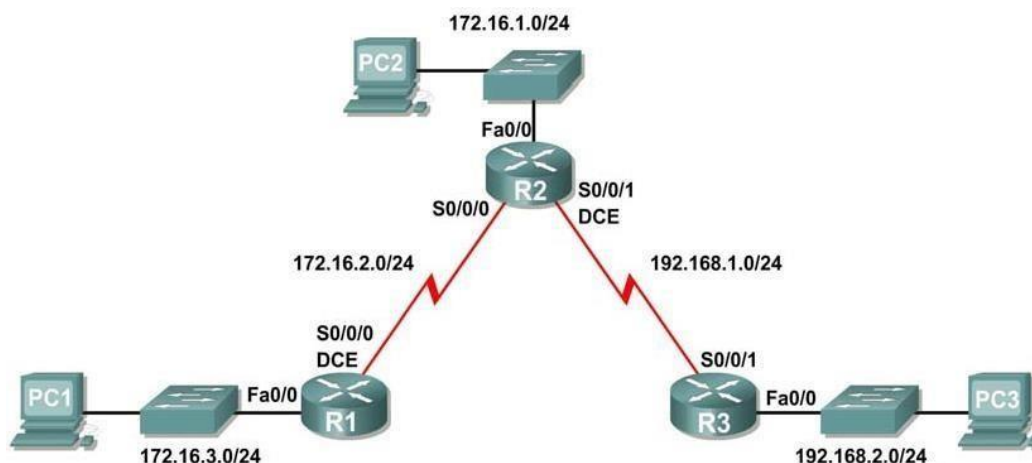 172.16.1.0/24
PC2
Fa0/0
R2
S0/0/0
S0/0/1
DCE
172.16.2.0/24
192.168.1.0/24
S0/0/0
DCE
S0/0/1
PC1
Fa0/0
R1
R3
Fa0/0
PC3
172.16.3.0/24
192.168.2.0/24